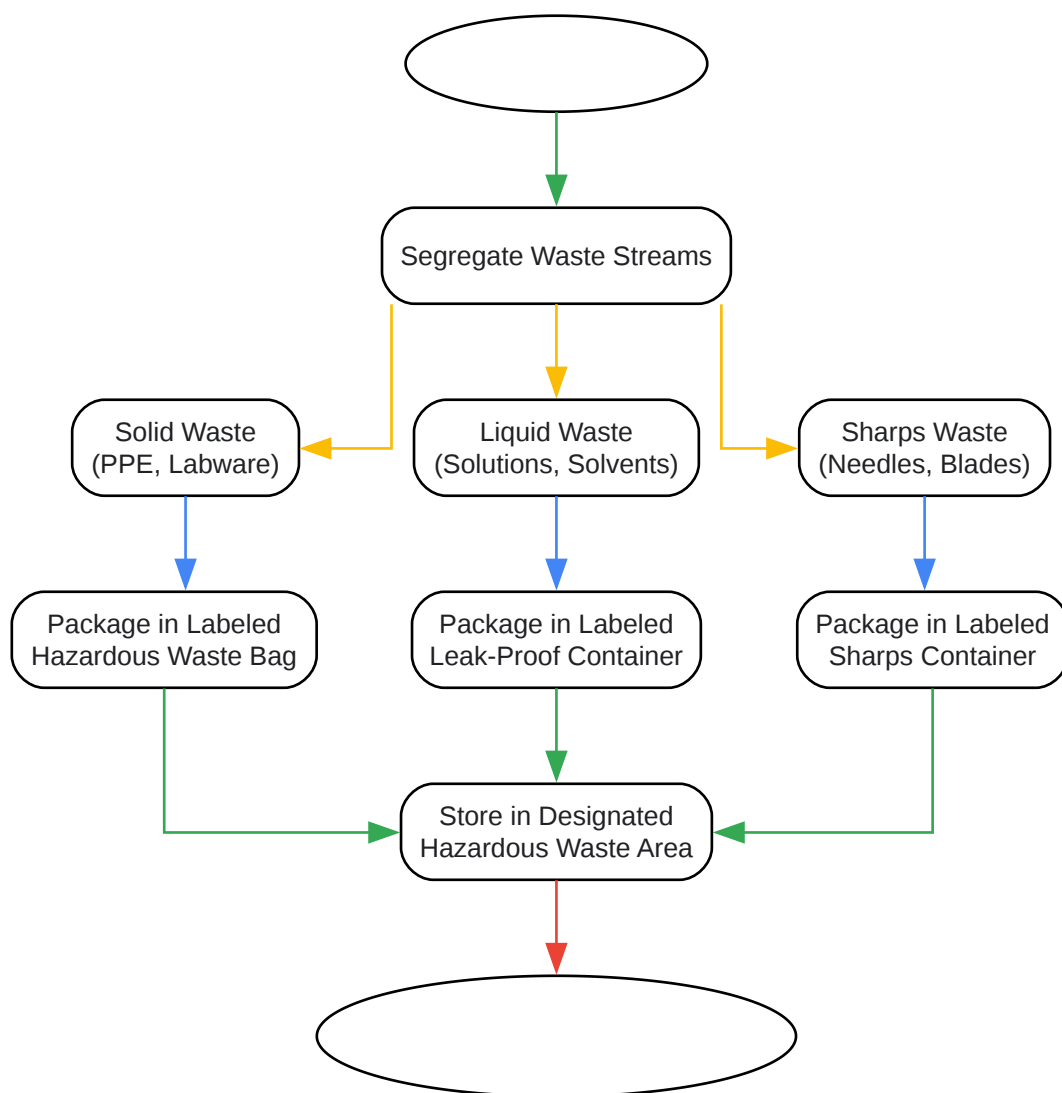 Segregate Waste Streams
Solid Waste
(PPE, Labware)
Liquid Waste
(Solutions, Solvents)
Sharps Waste
(Needles, Blades)
Package in Labeled
Hazardous Waste Bag
Package in Labeled
Leak-Proof Container
Package in Labeled
Sharps Container
Store in Designated
Hazardous Waste Area